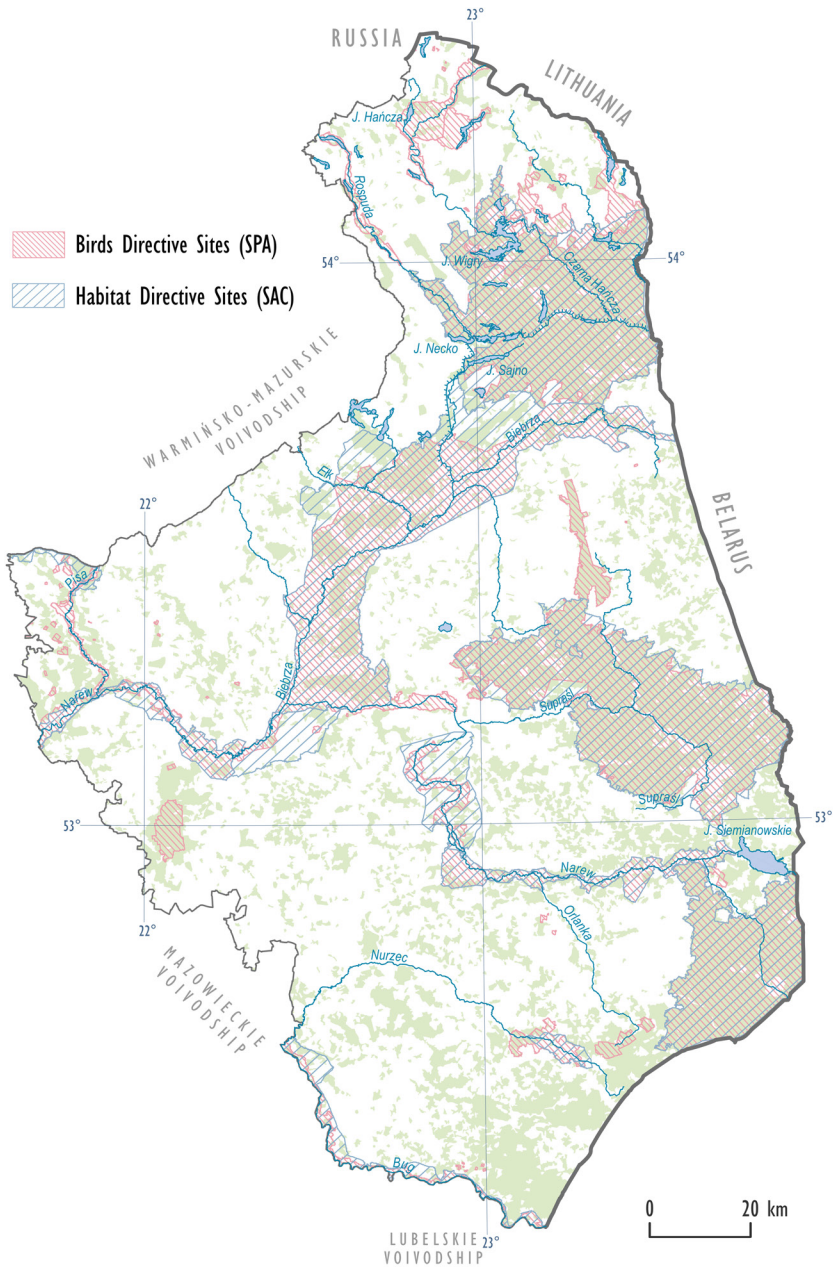 23°
RUSSIA
LITHUANIA
J. Hańcza
Rospuda
Birds Directive Sites (SPA)
54°
J. Wigry
Czarna Hańcza
54°
Habitat Directive Sites (SAC)
J. Necko
J. Sajno
WARMIŃSKO-MAZURSKIE
VOIVODSHIP
Biebrza
Ełk
22°
BELARUS
Pisa
Biebrza
Narew
Supraśl
Supraśl
53°
53°
J. Siemianowskie
Narew
Orlanka
22°
Nurzec
MAZOWIECKIE
VOIVODSHIP
Bug
0 20 km
LUBELSKIE
VOIVODSHIP
23°